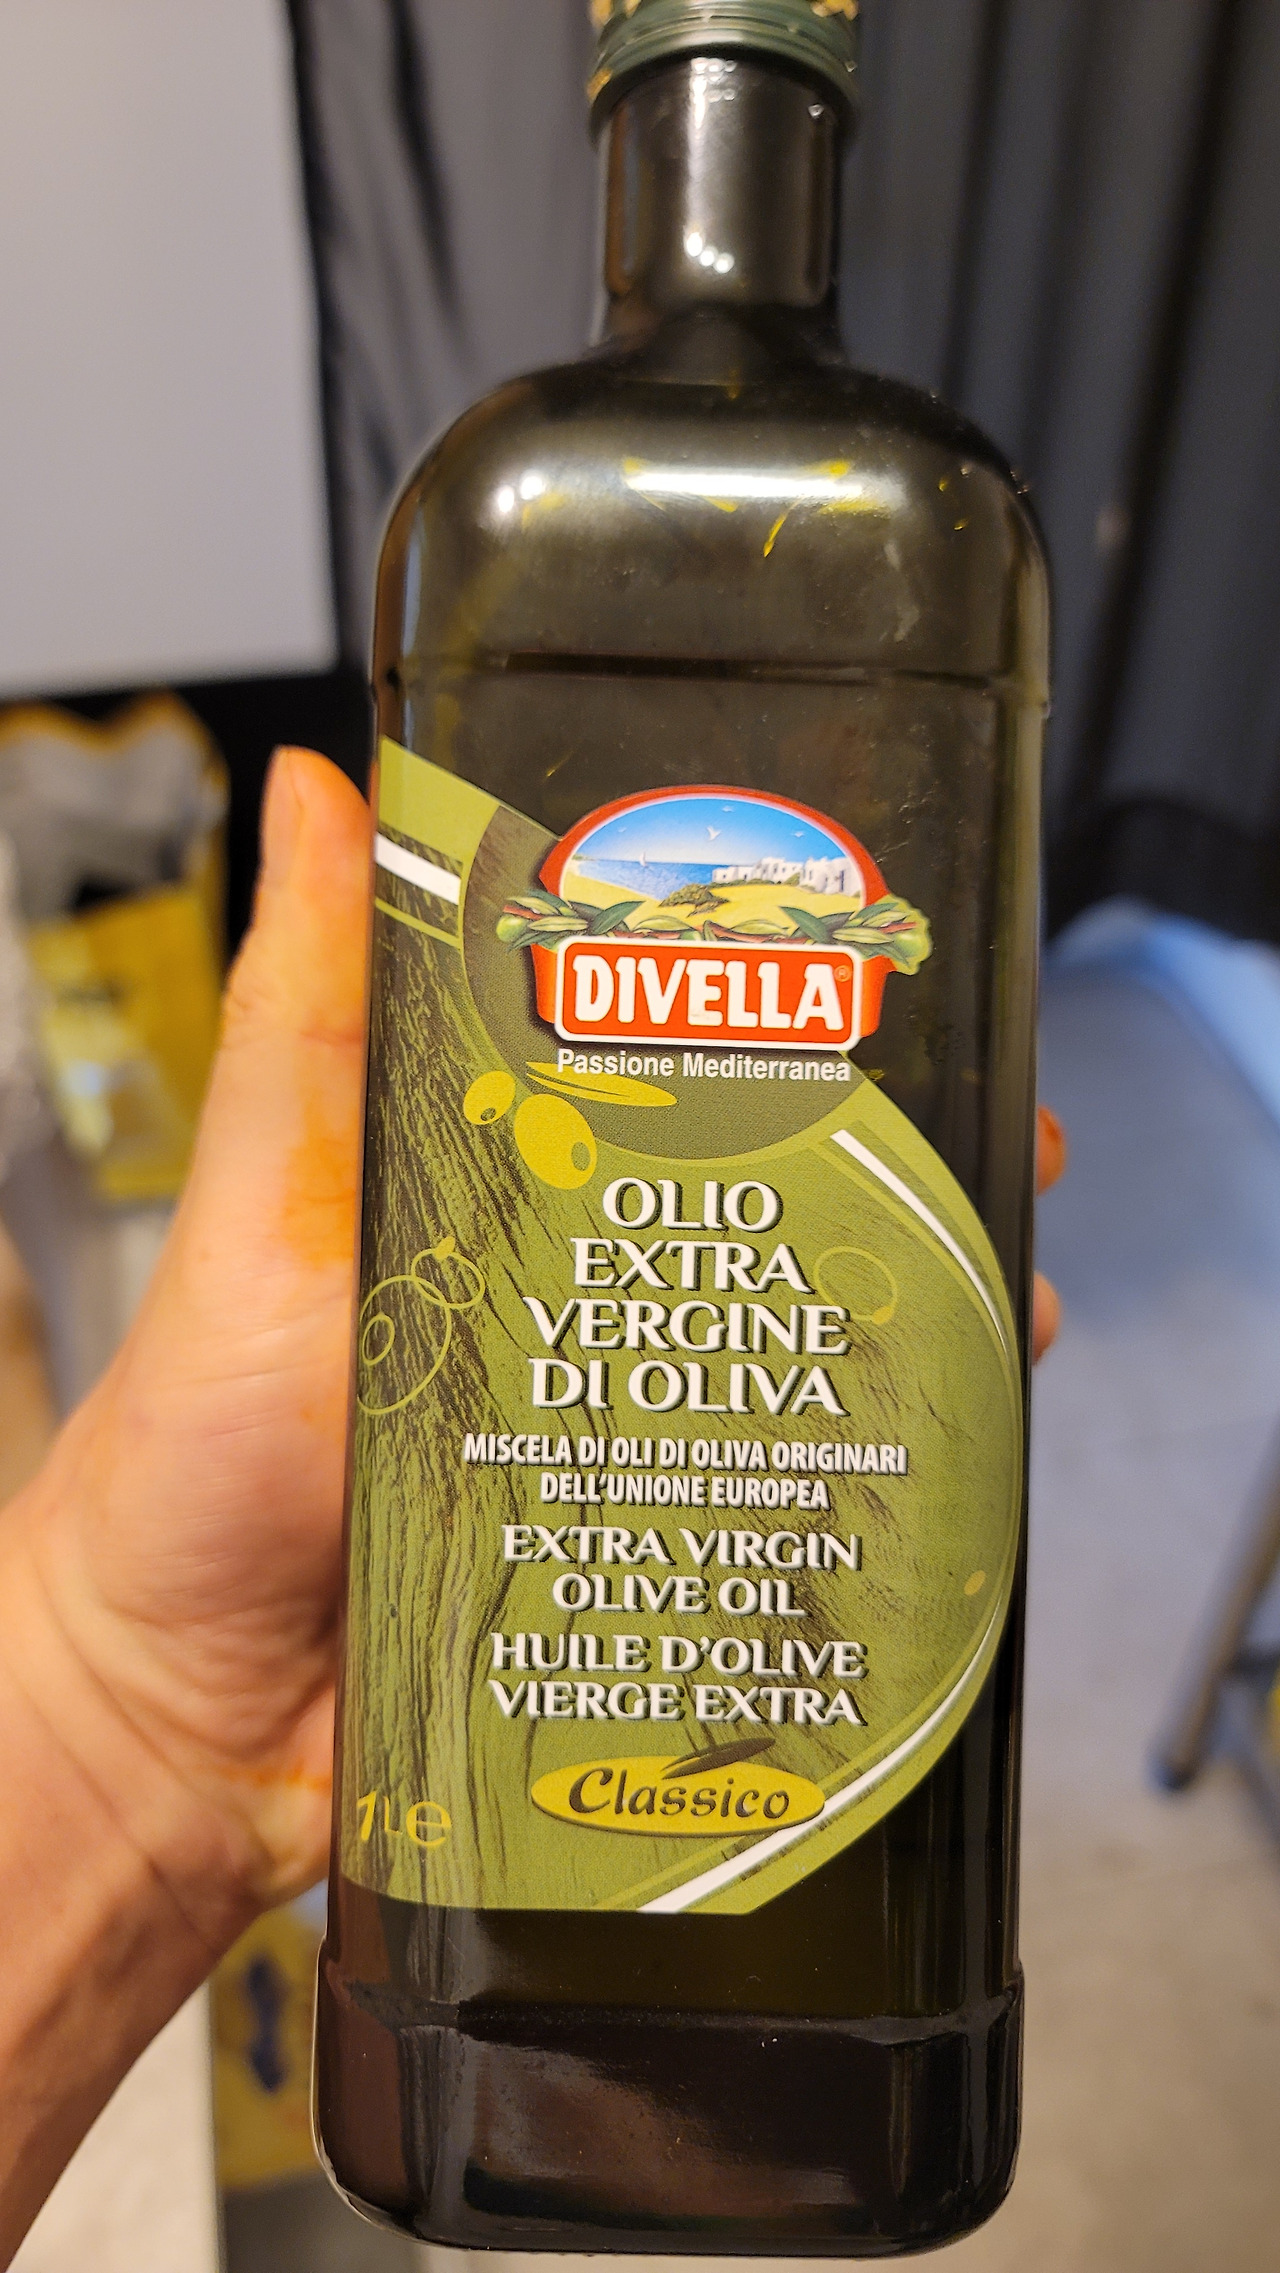 DIVELLA®
Passione Mediterranea
OLIO
EXTRA
VERGINE
DI OLIVA
MISCELA DI OLI DI OLIVA ORIGINARI
DELL'UNIONE EUROPEA
EXTRA VIRGIN
OLIVE OIL
HUILE D'OLIVE
VIERGE EXTRA
Classico
1L℮